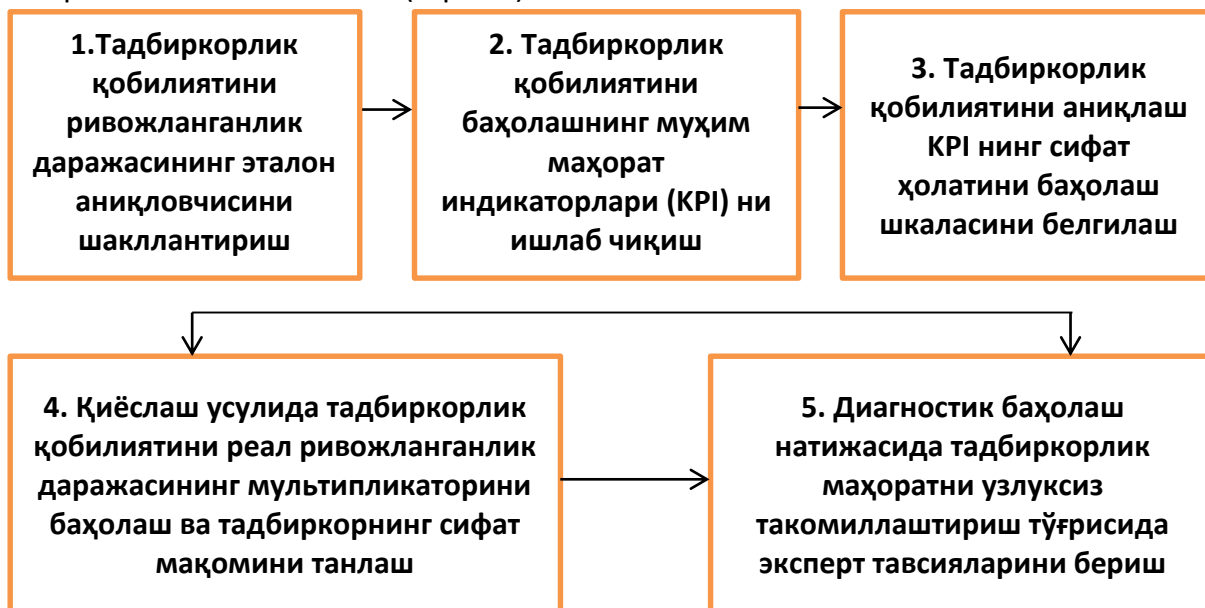 1.Тадбиркорлик
қобилиятини
ривожланганлик
даражасининг эталон
аниқловчисини
шакллантириш
2. Тадбиркорлик
қобилиятини
баҳолашнинг муҳим
маҳорат
индикаторлари (KPI) ни
ишлаб чиқиш
3. Тадбиркорлик
қобилиятини аниқлаш
KPI нинг сифат
ҳолатини баҳолаш
шкаласини белгилаш
4. Қиёслаш усулида тадбиркорлик
қобилиятини реал ривожланганлик
даражасининг мультипликаторини
баҳолаш ва тадбиркорнинг сифат
мақомини танлаш
5. Диагностик баҳолаш
натижасида тадбиркорлик
маҳоратни узлуксиз
такомиллаштириш тўғрисида
эксперт тавсияларини бериш